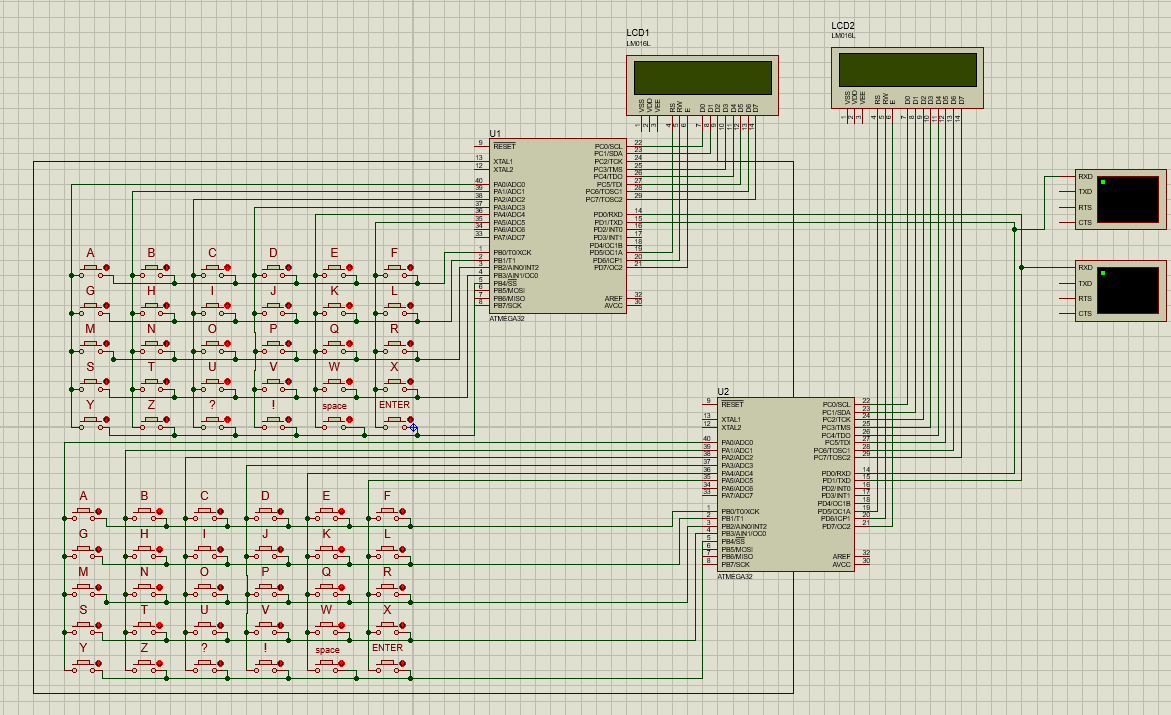 LCD1
LM016L
VSS VDD VEE RS RW E D0 D1 D2 D3 D4 D5 D6 D7
1 2 3 4 5 6 7 8 9 10 11 12 13 14
LCD2
LM016L
VSS VDD VEE RS RW E D0 D1 D2 D3 D4 D5 D6 D7
1 2 3 4 5 6 7 8 9 10 11 12 13 14
U1
9 RESET
13 XTAL1
12 XTAL2
40 PA0/ADC0
39 PA1/ADC1
38 PA2/ADC2
37 PA3/ADC3
36 PA4/ADC4
35 PA5/ADC5
34 PA6/ADC6
33 PA7/ADC7
1 PB0/T0/XCK
2 PB1/T1
3 PB2/AIN0/INT2
4 PB3/AIN1/OC0
5 PB4/SS
6 PB5/MOSI
7 PB6/MISO
8 PB7/SCK
PC0/SCL 22
PC1/SDA 23
PC2/TCK 24
PC3/TMS 25
PC4/TDO 26
PC5/TDI 27
PC6/TOSC1 28
PC7/TOSC2 29
PD0/RXD 14
PD1/TXD 15
PD2/INT0 16
PD3/INT1 17
PD4/OC1B 18
PD5/OC1A 19
PD6/ICP1 20
PD7/OC2 21
AREF 32
AVCC 30
ATMEGA32
RXD
TXD
RTS
CTS
RXD
TXD
RTS
CTS
A B C D E F
G H I J K L
M N O P Q R
S T U V W X
Y Z ? ! space ENTER
U2
9 RESET
13 XTAL1
12 XTAL2
40 PA0/ADC0
39 PA1/ADC1
38 PA2/ADC2
37 PA3/ADC3
36 PA4/ADC4
35 PA5/ADC5
34 PA6/ADC6
33 PA7/ADC7
1 PB0/T0/XCK
2 PB1/T1
3 PB2/AIN0/INT2
4 PB3/AIN1/OC0
5 PB4/SS
6 PB5/MOSI
7 PB6/MISO
8 PB7/SCK
PC0/SCL 22
PC1/SDA 23
PC2/TCK 24
PC3/TMS 25
PC4/TDO 26
PC5/TDI 27
PC6/TOSC1 28
PC7/TOSC2 29
PD0/RXD 14
PD1/TXD 15
PD2/INT0 16
PD3/INT1 17
PD4/OC1B 18
PD5/OC1A 19
PD6/ICP1 20
PD7/OC2 21
AREF 32
AVCC 30
ATMEGA32
A B C D E F
G H I J K L
M N O P Q R
S T U V W X
Y Z ? ! space ENTER